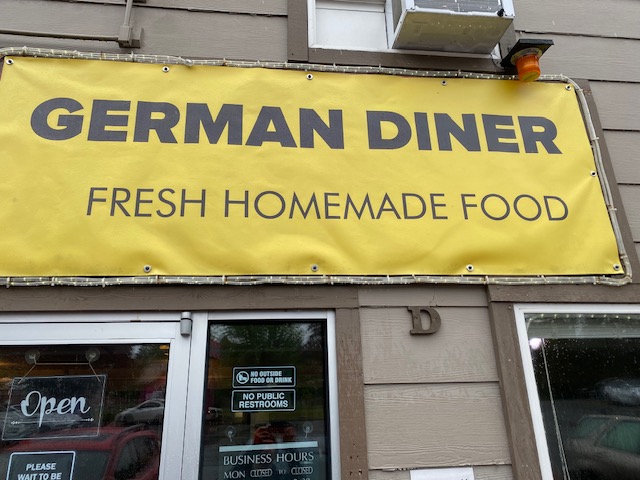 GERMAN DINER
FRESH HOMEMADE FOOD
D
Open
PLEASE
WAIT TO BE
NO OUTSIDE
FOOD OR DRINK
NO PUBLIC
RESTROOMS
BUSINESS HOURS
MON CLOSED TO CLOSED